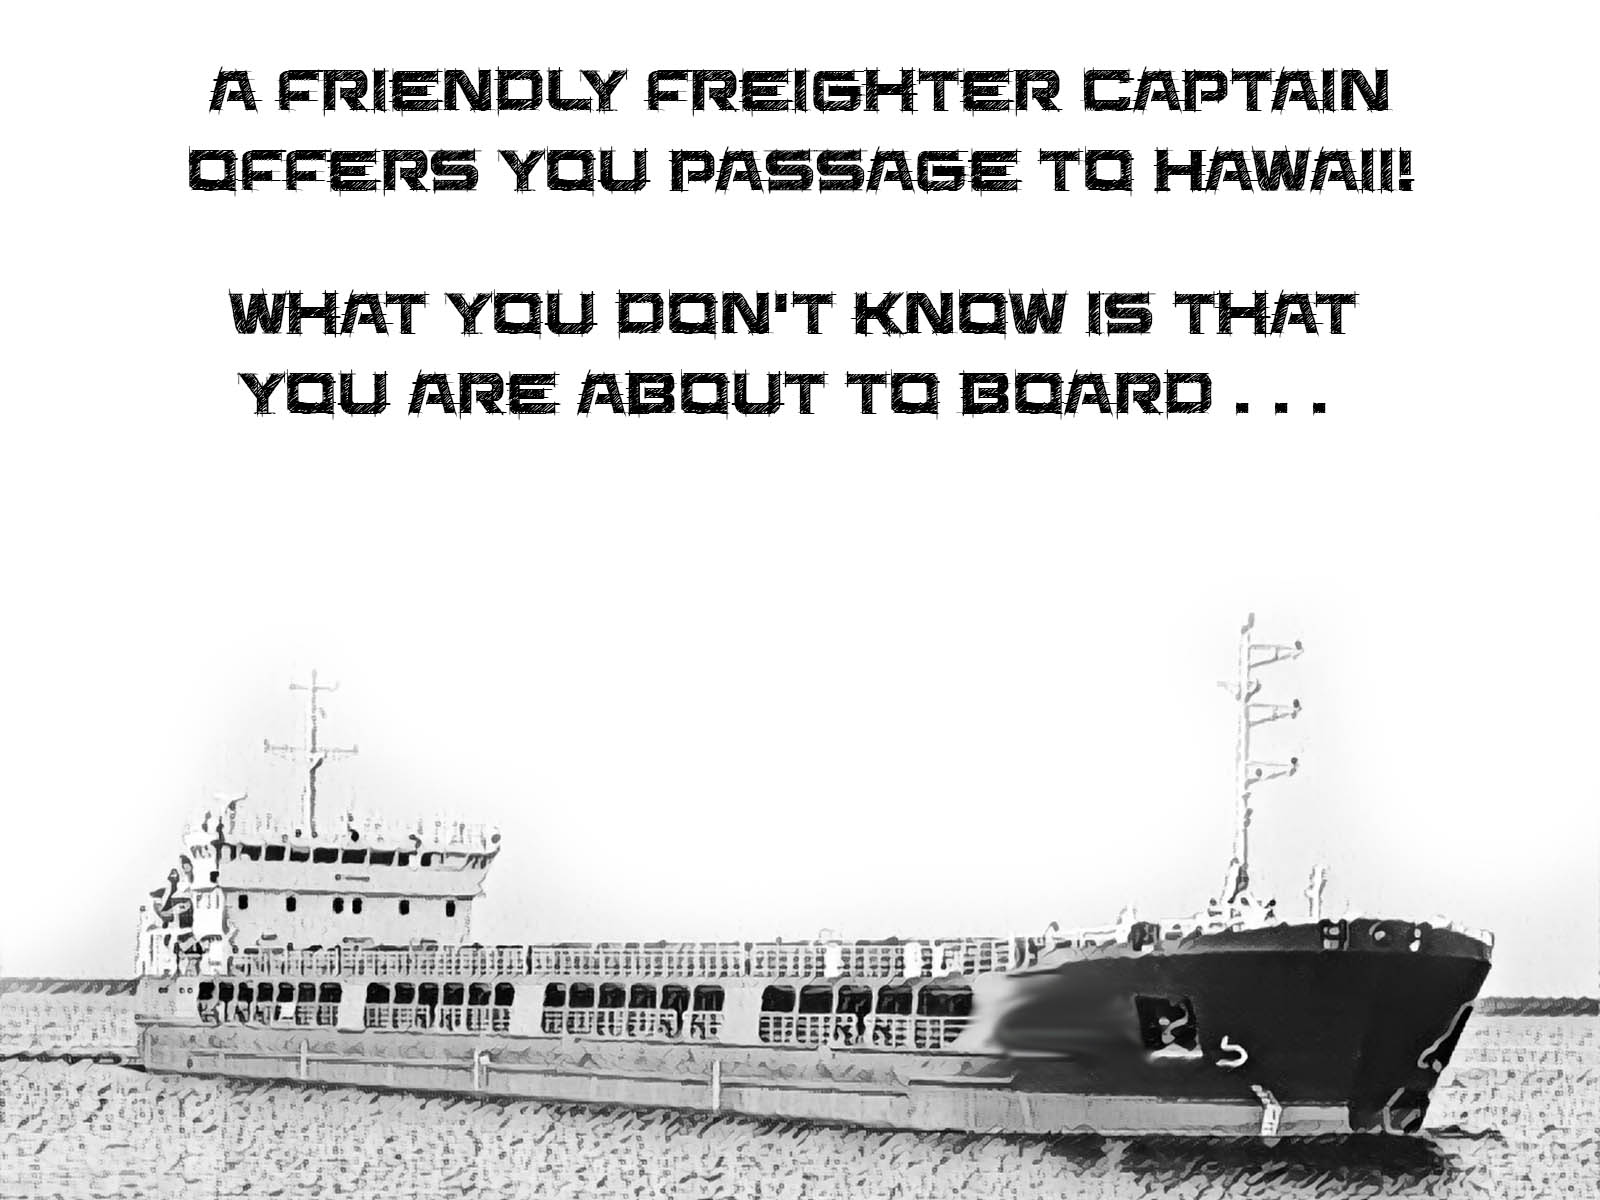 A FRIENDLY FREIGHTER CAPTAIN
OFFERS YOU PASSAGE TO HAWAII!
WHAT YOU DON'T KNOW IS THAT
YOU ARE ABOUT TO BOARD . . .